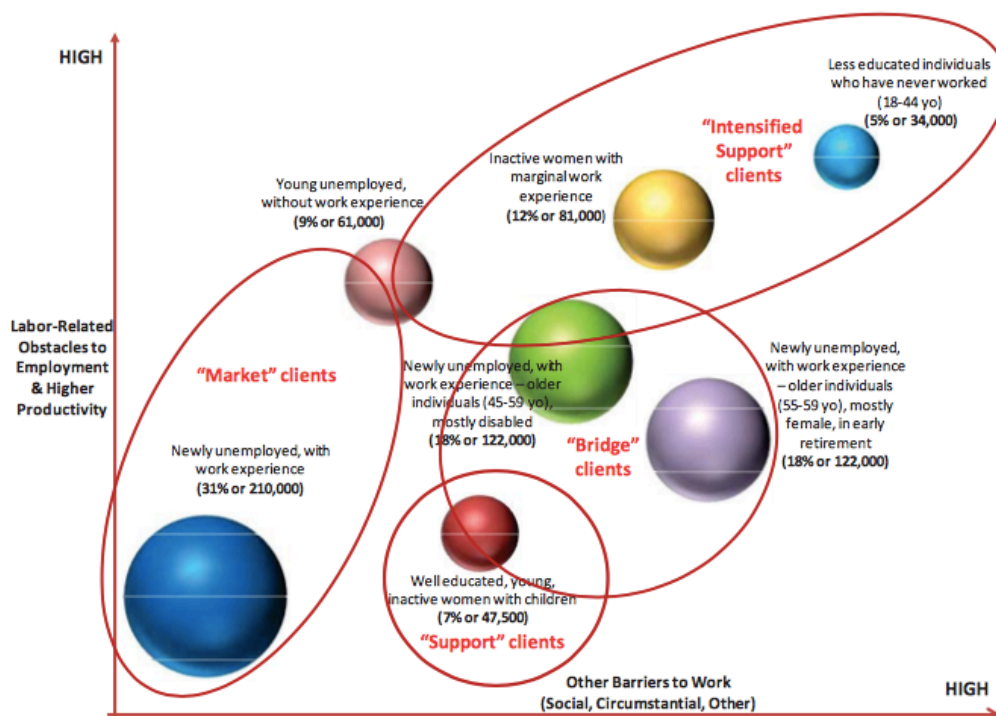 HIGH
Less educated individuals
who have never worked
(18-44 yo)
(5% or 34,000)
“Intensified
Support”
clients
Inactive women with
marginal work
experience
(12% or 81,000)
Young unemployed,
without work experience
(9% or 61,000)
Labor-Related
Obstacles to
Employment
& Higher
Productivity
“Market” clients
Newly unemployed, with
work experience – older
individuals (45-59 yo),
mostly disabled
(18% or 122,000)
Newly unemployed,
with work experience
– older individuals
(55-59 yo), mostly
female, in early
retirement
(18% or 122,000)
“Bridge”
clients
Newly unemployed, with
work experience
(31% or 210,000)
Well educated, young,
inactive women with children
(7% or 47,500)
“Support” clients
Other Barriers to Work
(Social, Circumstantial, Other)
HIGH